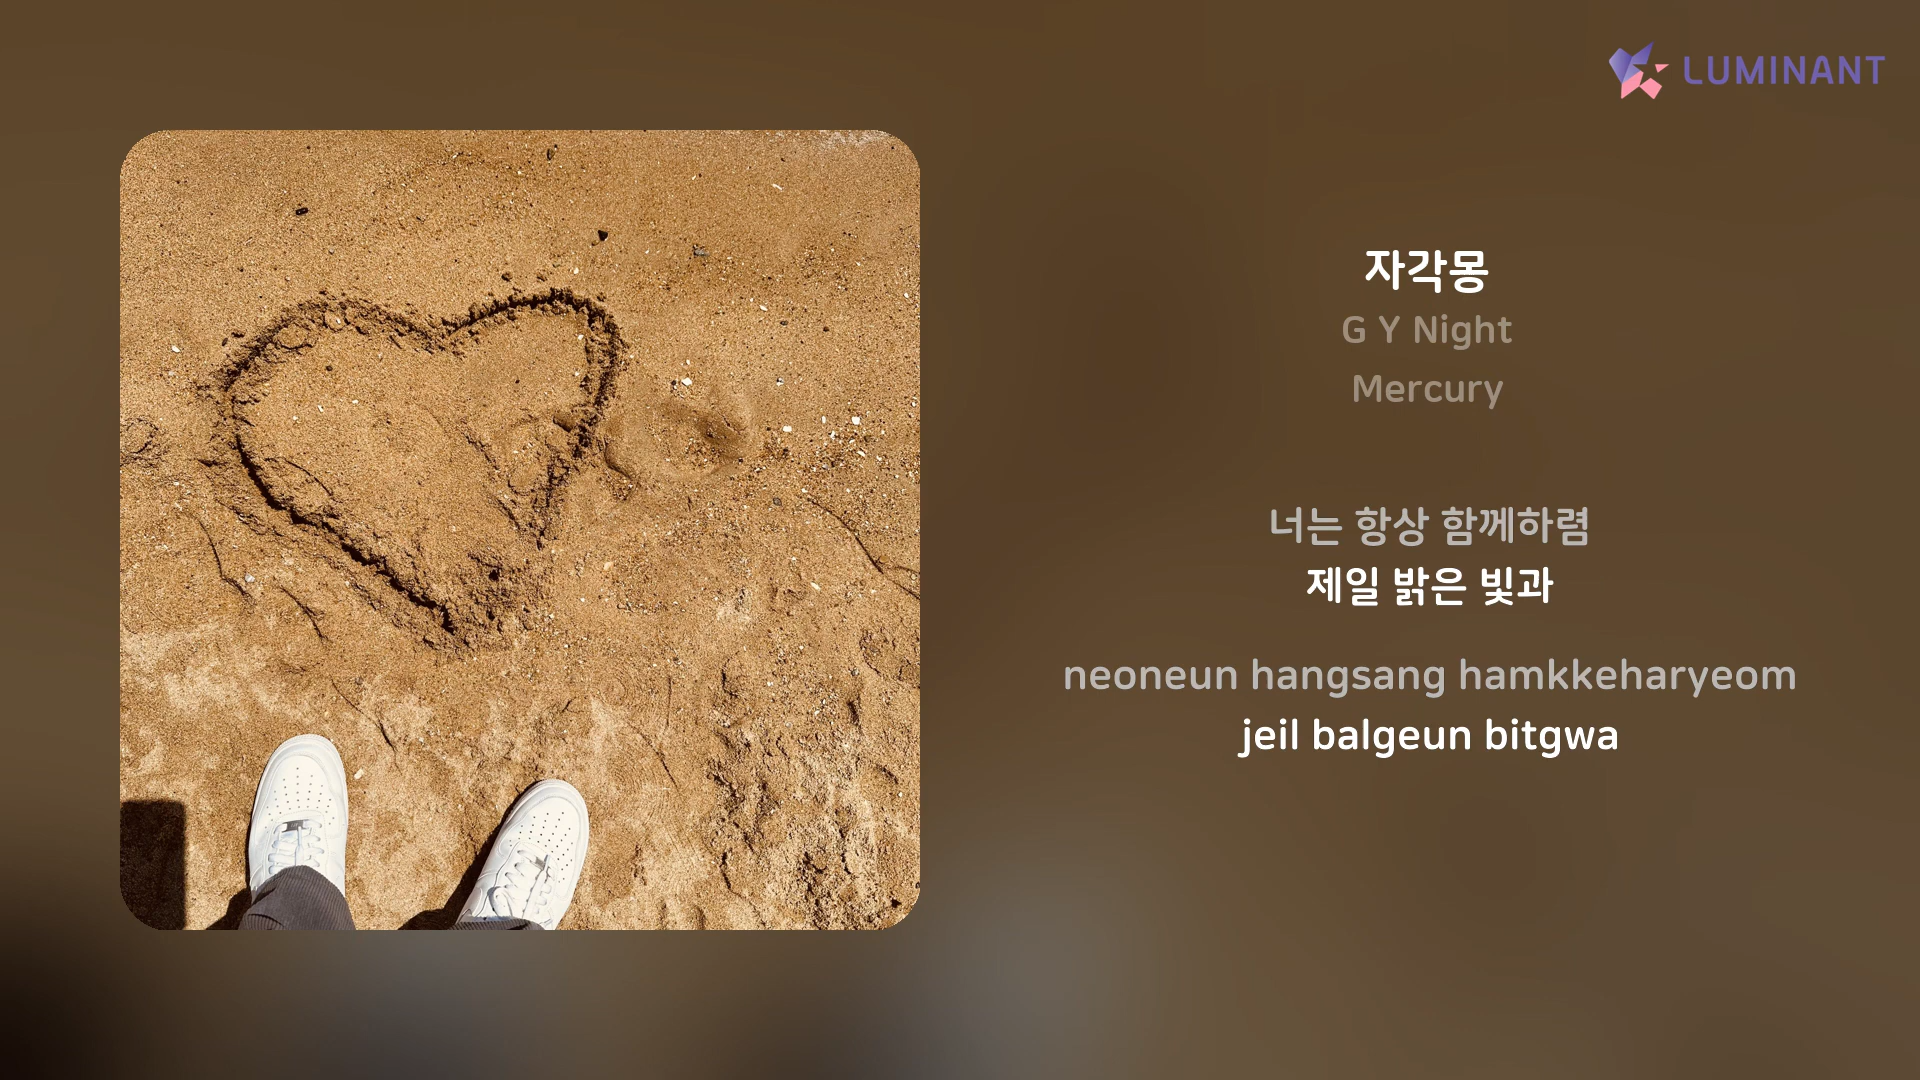 LUMINANT
자각몽
G Y Night
Mercury
너는 항상 함께하렴
제일 밝은 빛과
neoneun hangsang hamkkeharyeom
jeil balgeun bitgwa